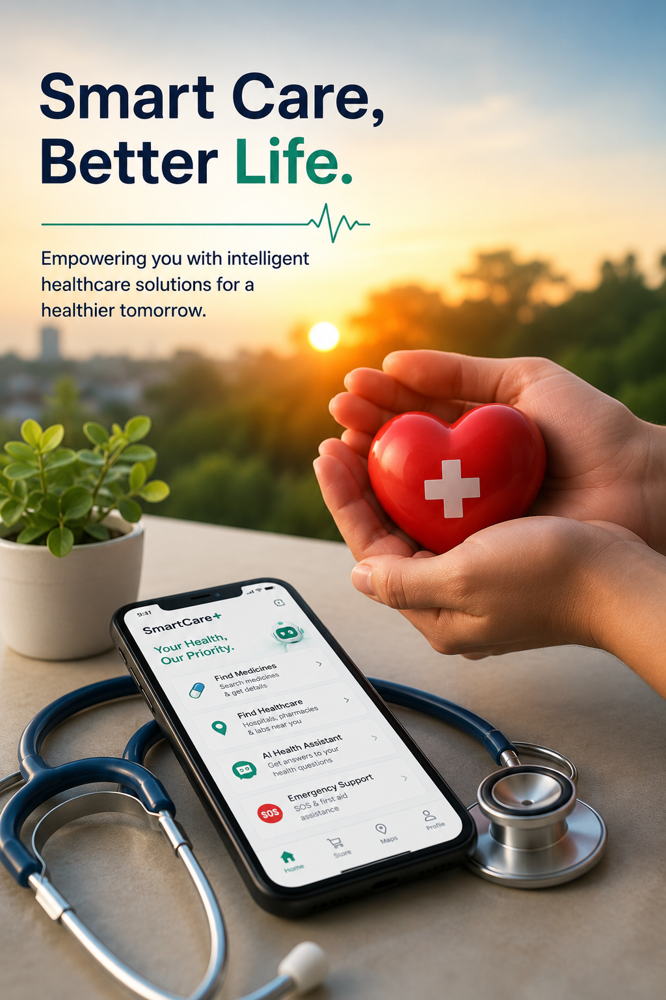 Smart Care,
Better Life.
Empowering you with intelligent
healthcare solutions for a
healthier tomorrow.
9:41
SmartCare+
Your Health,
Our Priority.
Find Medicines
Search medicines
& get details
Find Healthcare
Hospitals, pharmacies
& labs near you
AI Health Assistant
Get answers to your
health questions
SOS
Emergency Support
SOS & first aid
assistance
Home
Store
Maps
Profile